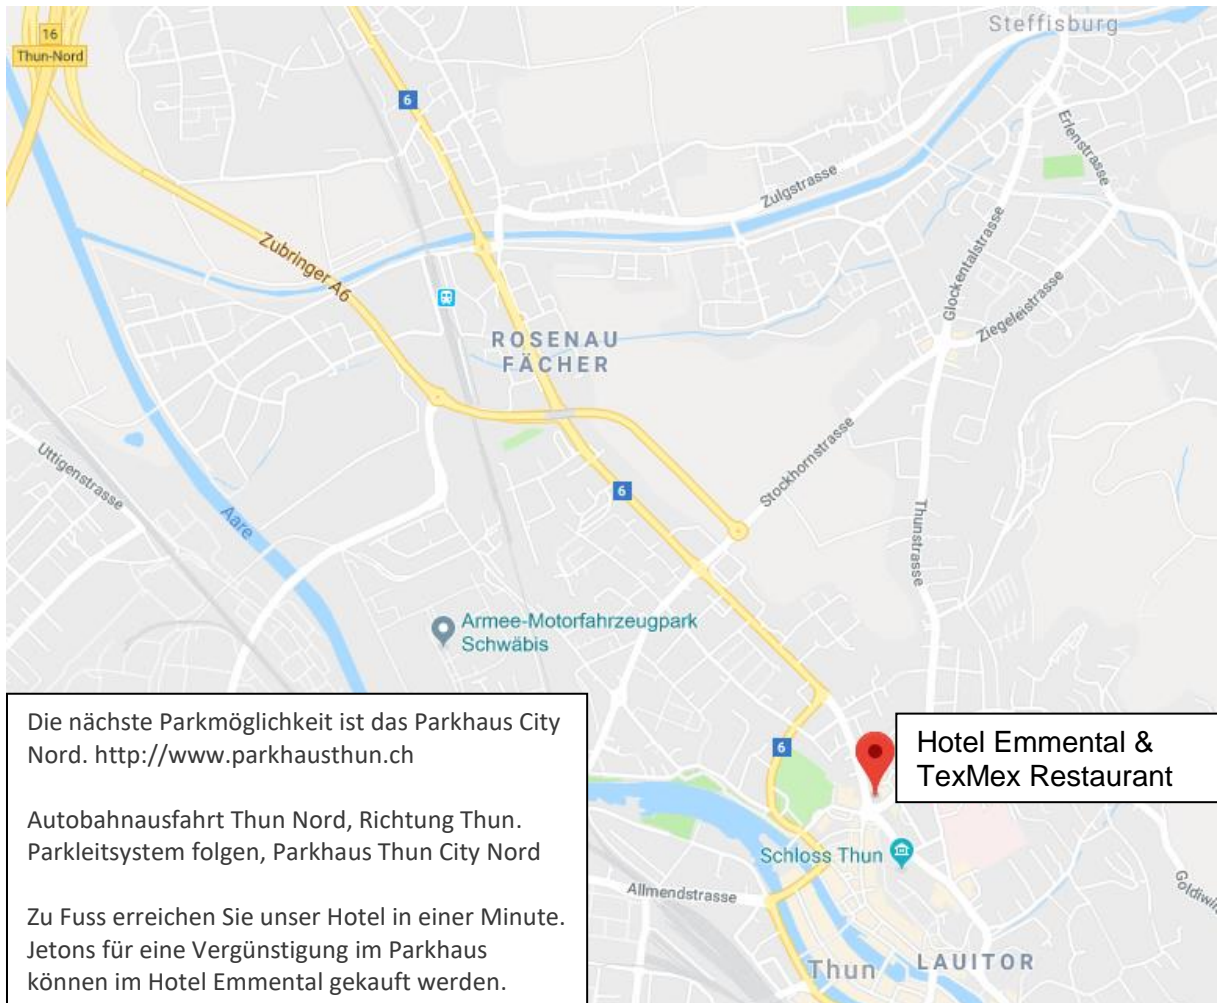 Steffisburg
16
Thun-Nord
6
Erlenstrasse
Zulgstrasse
Zubringer A6
Glockentalstrasse
Ziegeleistrasse
ROSENAU
FÄCHER
Stockhornstrasse
Uttigenstrasse
6
Aare
Thunstrasse
Armee-Motorfahrzeugpark
Schwäbis
Die nächste Parkmöglichkeit ist das Parkhaus City
Nord. http://www.parkhausthun.ch
Autobahnausfahrt Thun Nord, Richtung Thun.
Parkleitsystem folgen, Parkhaus Thun City Nord
Zu Fuss erreichen Sie unser Hotel in einer Minute.
Jetons für eine Vergünstigung im Parkhaus
können im Hotel Emmental gekauft werden.
6
Hotel Emmental &
TexMex Restaurant
Schloss Thun
Allmendstrasse
Goldiwil
Thun
LAUITOR